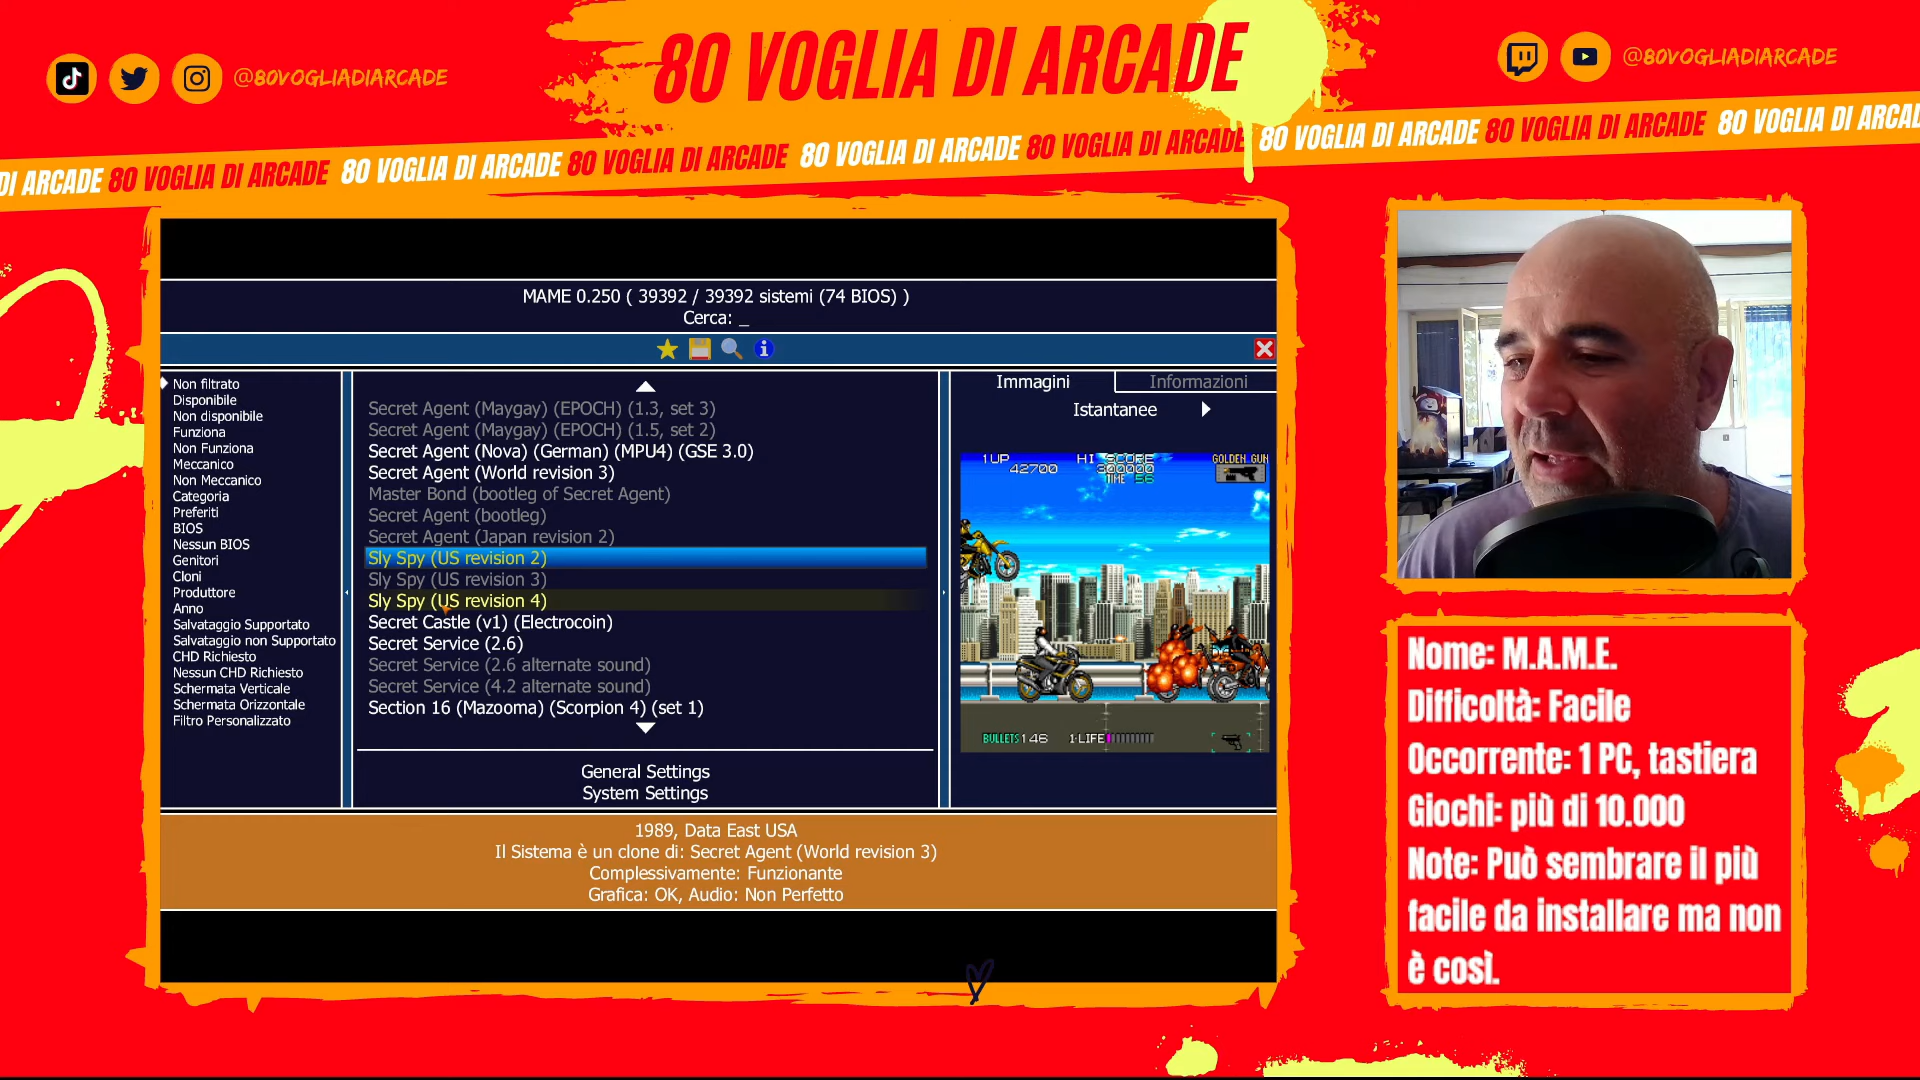 @80VOGLIADIARCADE
80 VOGLIA DI ARCADE
@80VOGLIADIARCADE
DI ARCADE 80 VOGLIA DI ARCADE 80 VOGLIA DI ARCADE 80 VOGLIA DI ARCADE 80 VOGLIA DI ARCADE 80 VOGLIA DI ARCADE 80 VOGLIA DI ARCADE 80 VOGLIA DI ARCAD
MAME 0.250 ( 39392 / 39392 sistemi (74 BIOS) )
Cerca: _
Non filtrato
Disponibile
Non disponibile
Funziona
Non Funziona
Meccanico
Non Meccanico
Categoria
Preferiti
BIOS
Nessun BIOS
Genitori
Cloni
Produttore
Anno
Salvataggio Supportato
Salvataggio non Supportato
CHD Richiesto
Nessun CHD Richiesto
Schermata Verticale
Schermata Orizzontale
Filtro Personalizzato
Secret Agent (Maygay) (EPOCH) (1.3, set 3)
Secret Agent (Maygay) (EPOCH) (1.5, set 2)
Secret Agent (Nova) (German) (MPU4) (GSE 3.0)
Secret Agent (World revision 3)
Master Bond (bootleg of Secret Agent)
Secret Agent (bootleg)
Secret Agent (Japan revision 2)
Sly Spy (US revision 2)
Sly Spy (US revision 3)
Sly Spy (US revision 4)
Secret Castle (v1) (Electrocoin)
Secret Service (2.6)
Secret Service (2.6 alternate sound)
Secret Service (4.2 alternate sound)
Section 16 (Mazooma) (Scorpion 4) (set 1)
General Settings
System Settings
Immagini
Informazioni
Istantanee
1UP HI SCORE GOLDEN GUN
42700 300000
TIME 56
BULLETS 146 1·LIFE
1989, Data East USA
Il Sistema è un clone di: Secret Agent (World revision 3)
Complessivamente: Funzionante
Grafica: OK, Audio: Non Perfetto
Nome: M.A.M.E.
Difficoltà: Facile
Occorrente: 1 PC, tastiera
Giochi: più di 10.000
Note: Può sembrare il più
facile da installare ma non
è così.